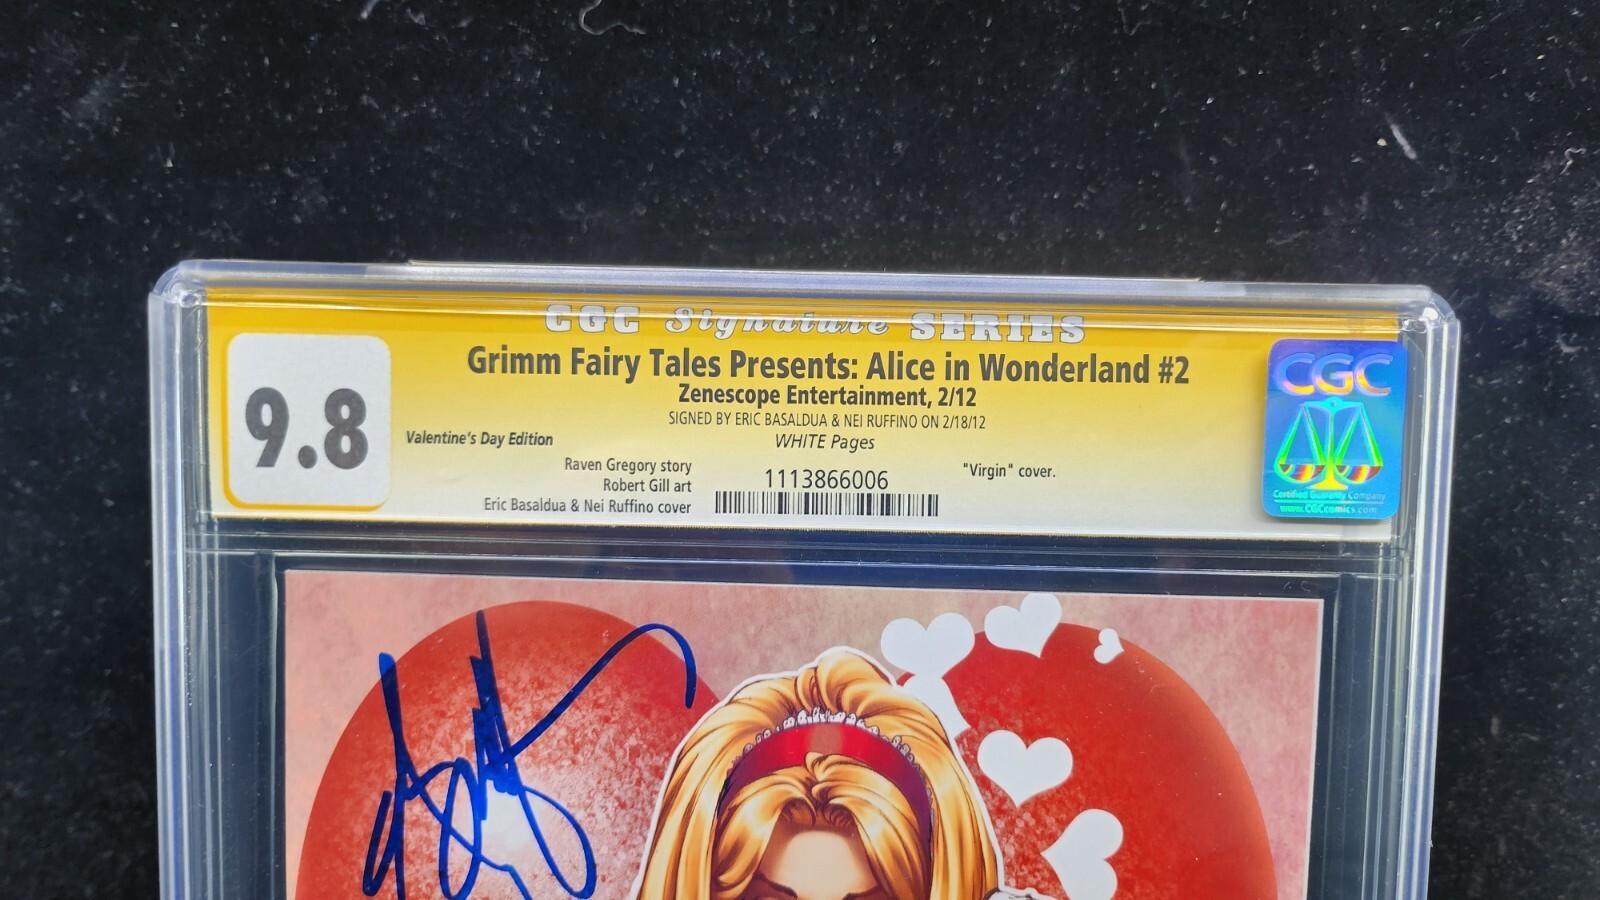 CGC Signature SERIES
Grimm Fairy Tales Presents: Alice in Wonderland #2
Zenescope Entertainment, 2/12
SIGNED BY ERIC BASALDUA & NEI RUFFINO ON 2/18/12
WHITE Pages
9.8
Valentine's Day Edition
Raven Gregory story
Robert Gill art
Eric Basaldua & Nei Ruffino cover
1113866006
"Virgin" cover.
CGC
Certified Guaranty Company
www.CGCcomics.com